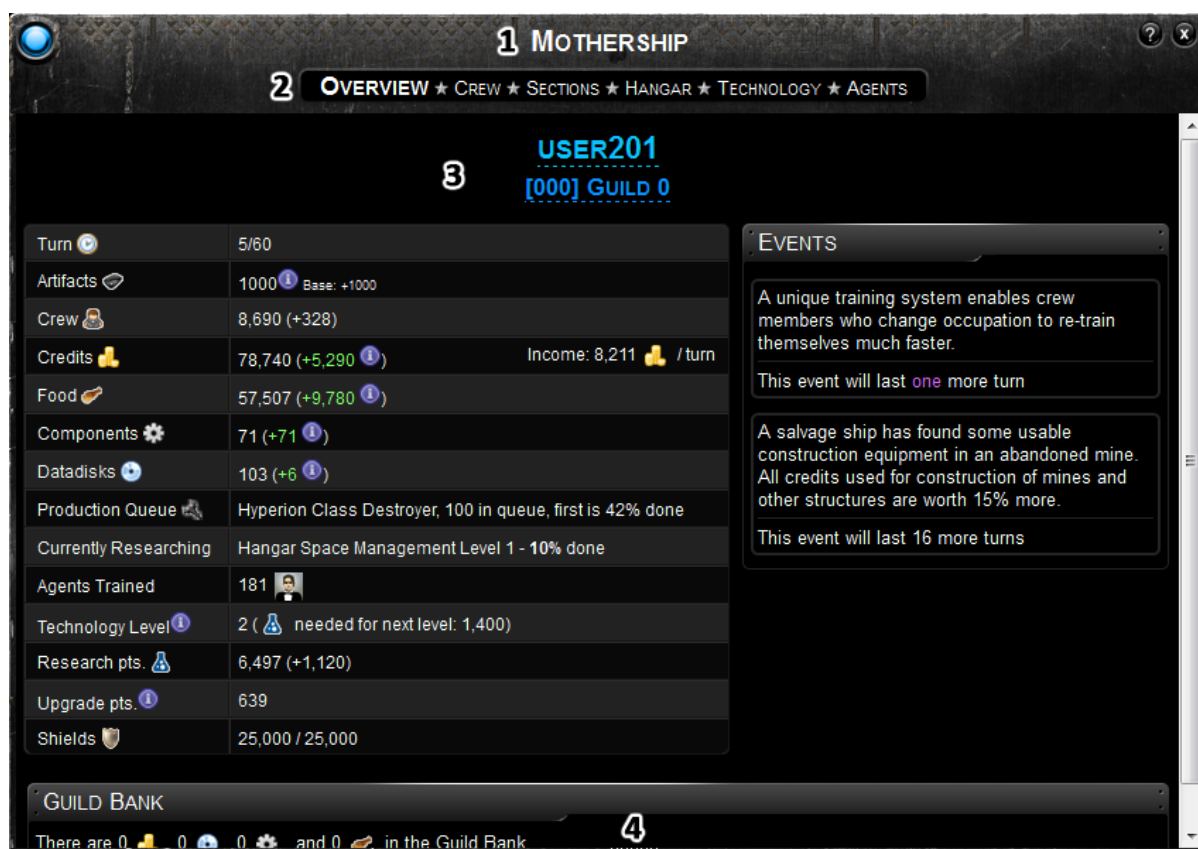 1 MOTHERSHIP
? x
2 OVERVIEW ★ CREW ★ SECTIONS ★ HANGAR ★ TECHNOLOGY ★ AGENTS
USER201
3
[000] GUILD 0
Turn 5/60
Artifacts 1000 i Base: +1000
Crew 8,690 (+328)
Credits 78,740 (+5,290 i) Income: 8,211 / turn
Food 57,507 (+9,780 i)
Components 71 (+71 i)
Datadisks 103 (+6 i)
Production Queue Hyperion Class Destroyer, 100 in queue, first is 42% done
Currently Researching Hangar Space Management Level 1 - 10% done
Agents Trained 181
Technology Level i 2 ( needed for next level: 1,400)
Research pts. 6,497 (+1,120)
Upgrade pts. i 639
Shields 25,000 / 25,000
EVENTS
A unique training system enables crew
members who change occupation to re-train
themselves much faster.
This event will last one more turn
A salvage ship has found some usable
construction equipment in an abandoned mine.
All credits used for construction of mines and
other structures are worth 15% more.
This event will last 16 more turns
GUILD BANK
4
There are 0 , 0 , 0 , and 0 in the Guild Bank